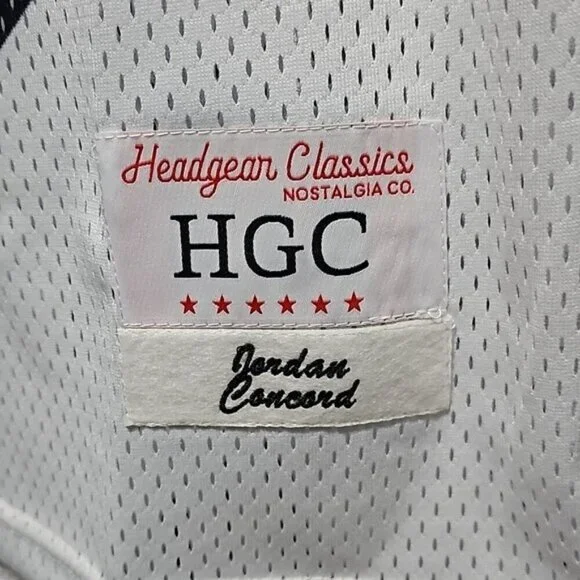 Headgear Classics
NOSTALGIA CO.
HGC
Jordan
Concord